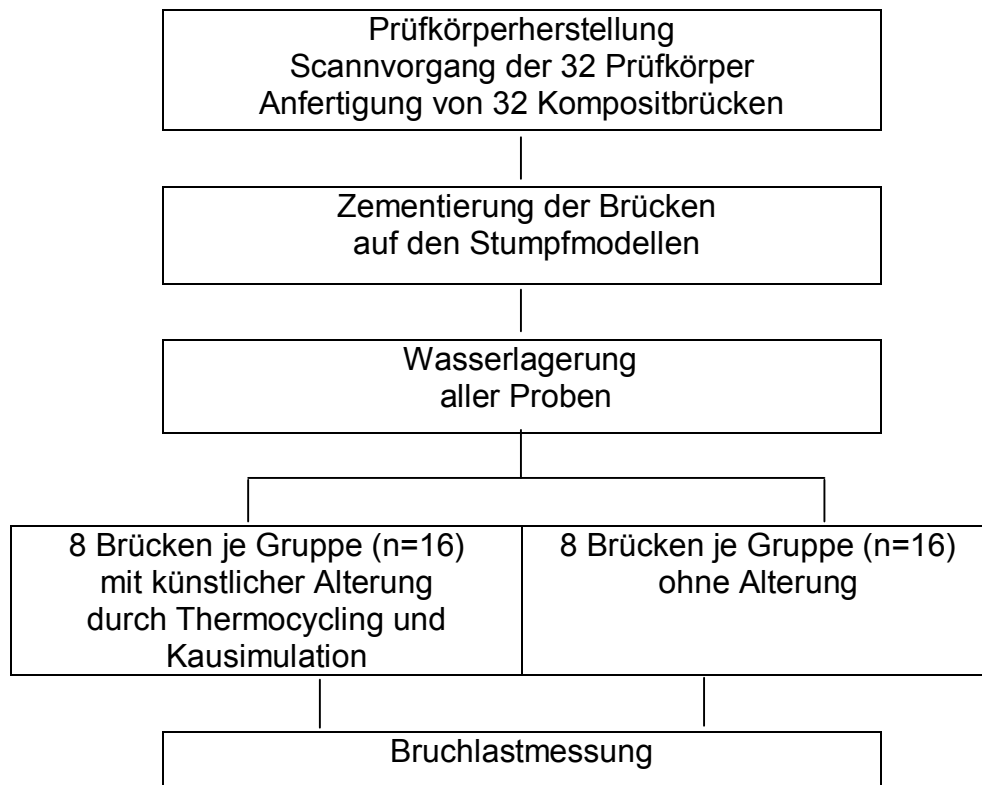 Prüfkörperherstellung
Scannvorgang der 32 Prüfkörper
Anfertigung von 32 Kompositbrücken
Zementierung der Brücken
auf den Stumpfmodellen
Wasserlagerung
aller Proben
8 Brücken je Gruppe (n=16)
mit künstlicher Alterung
durch Thermocycling und
Kausimulation
8 Brücken je Gruppe (n=16)
ohne Alterung
Bruchlastmessung